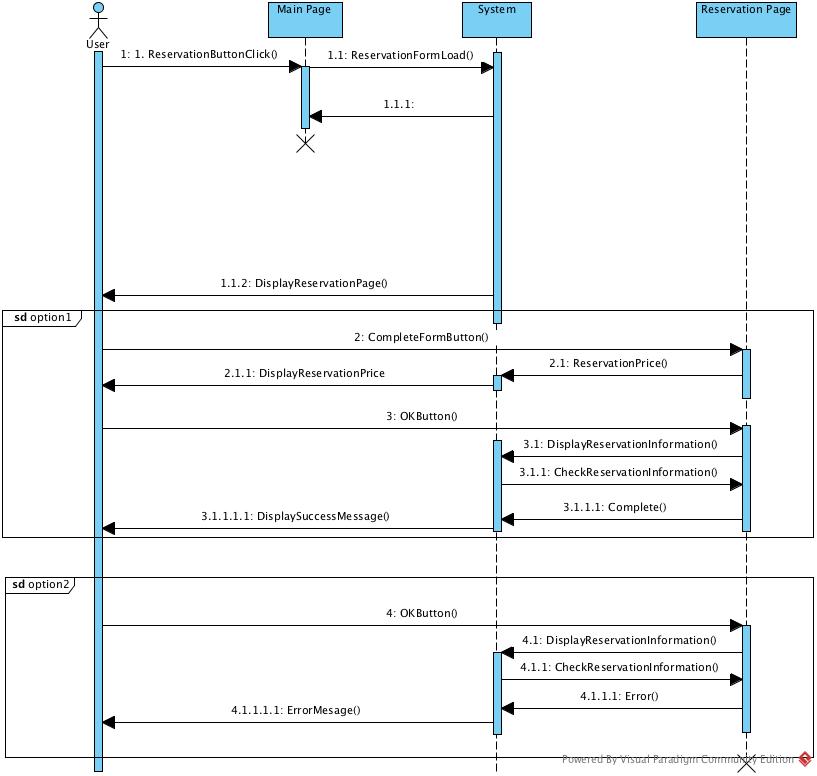 Main Page
System
Reservation Page
User
1: 1. ReservationButtonClick()
1.1: ReservationFormLoad()
1.1.1:
1.1.2: DisplayReservationPage()
sd option1
2: CompleteFormButton()
2.1: ReservationPrice()
2.1.1: DisplayReservationPrice
3: OKButton()
3.1: DisplayReservationInformation()
3.1.1: CheckReservationInformation()
3.1.1.1: Complete()
3.1.1.1.1: DisplaySuccessMessage()
sd option2
4: OKButton()
4.1: DisplayReservationInformation()
4.1.1: CheckReservationInformation()
4.1.1.1: Error()
4.1.1.1.1: ErrorMesage()
Powered By Visual Paradigm Community Edition